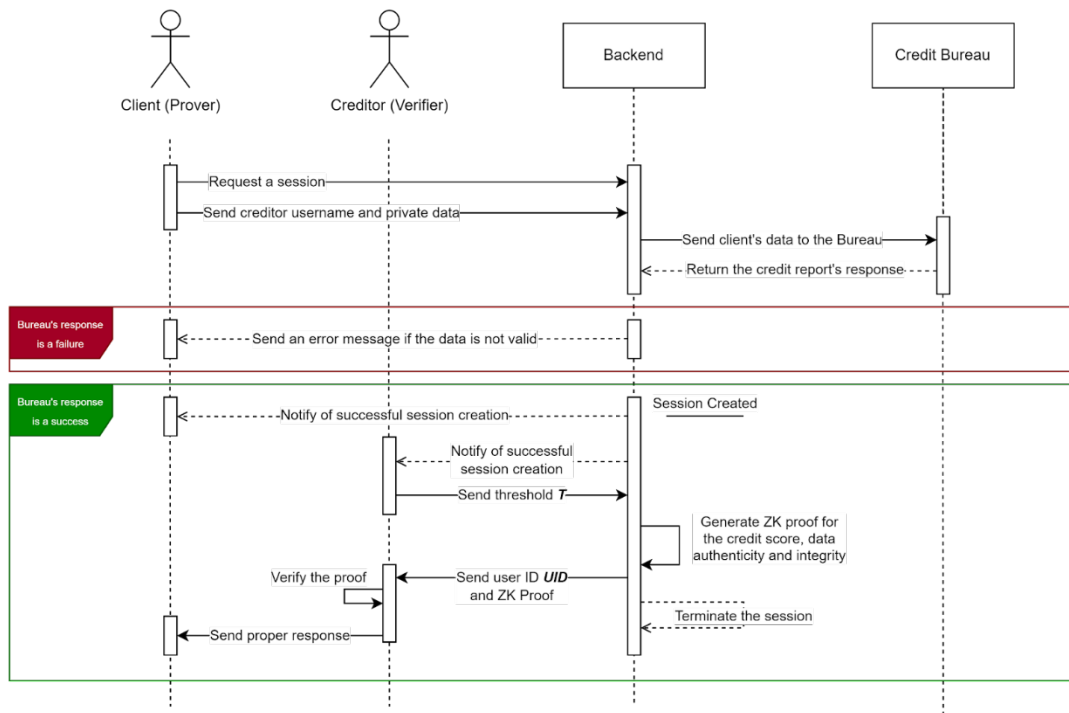 Client (Prover)
Creditor (Verifier)
Backend
Credit Bureau
Request a session
Send creditor username and private data
Send client's data to the Bureau
Return the credit report's response
Bureau's response
is a failure
Send an error message if the data is not valid
Bureau's response
is a success
Notify of successful session creation
Session Created
Notify of successful
session creation
Send threshold T
Generate ZK proof for
the credit score, data
authenticity and integrity
Verify the proof
Send user ID UID
and ZK Proof
Terminate the session
Send proper response